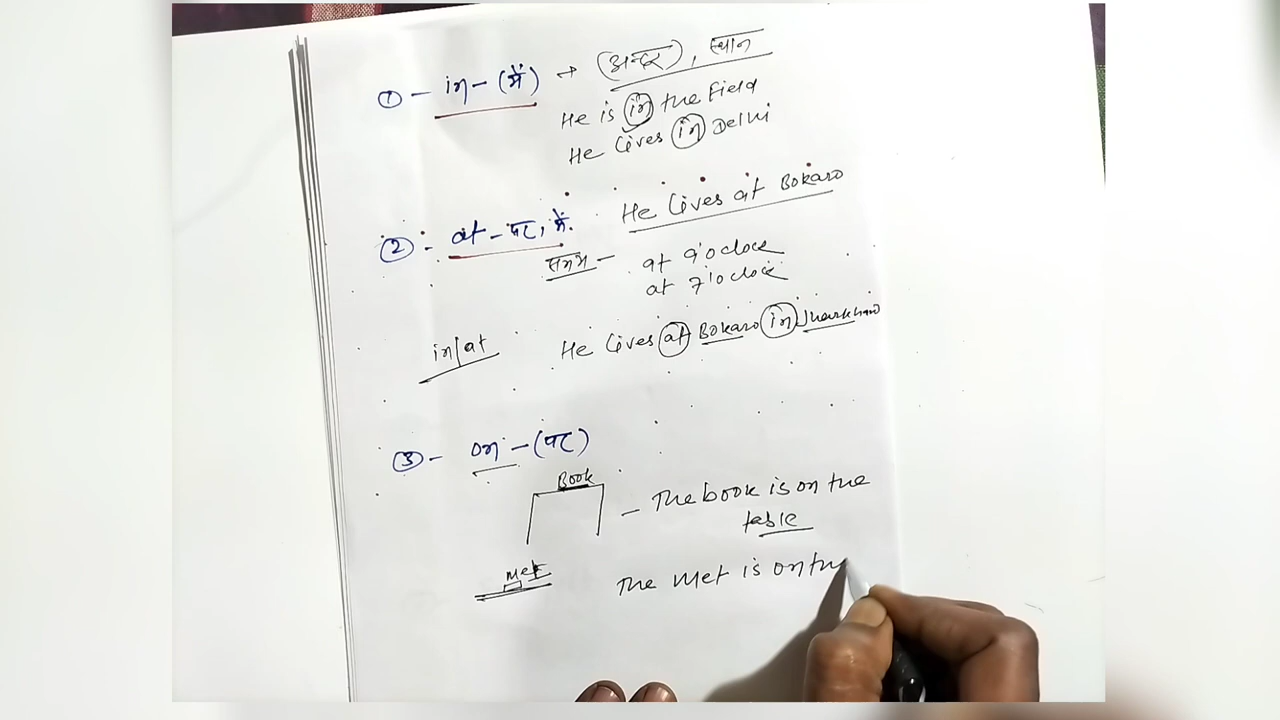 ① - in - (में) → (अन्दर), स्थान
He is in the Field
He lives in Delhi
② - at - पर, में. He lives at Bokaro
समय - at 9'o clock
at 7'o clock
in/at He lives at Bokaro in Jharkhand
③ - on - (पर)
Book
- The book is on the
table
Met
The Met is on the